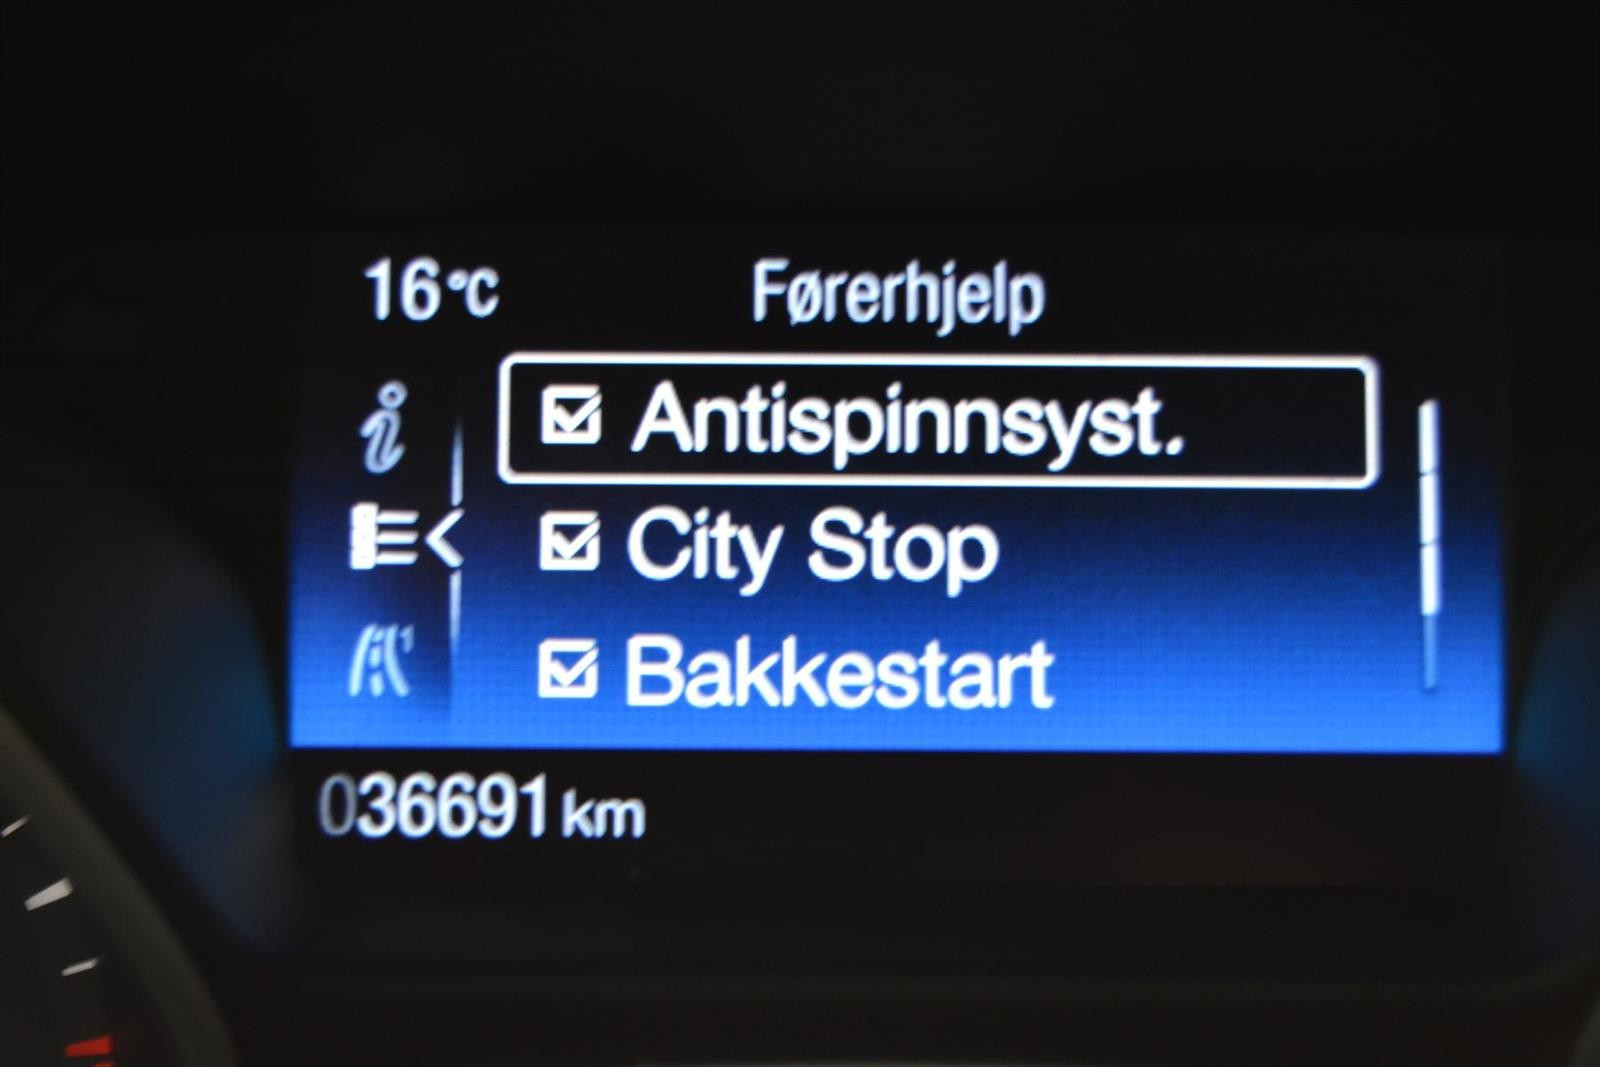 16°C Førerhjelp
Antispinnsyst.
City Stop
Bakkestart
036691 km